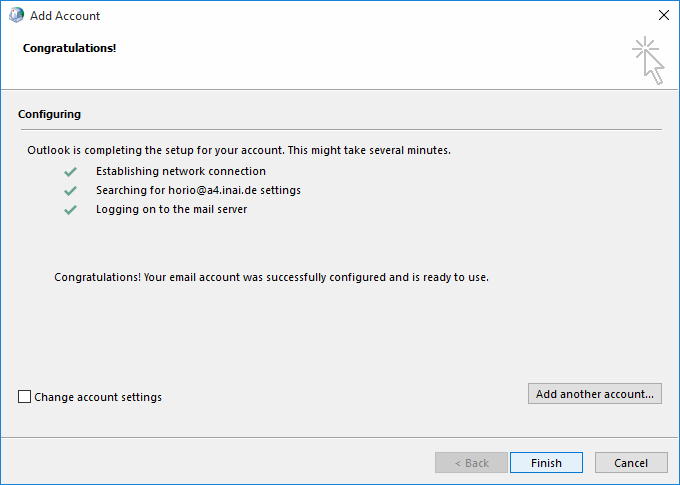 Add Account
Congratulations!
Configuring
Outlook is completing the setup for your account. This might take several minutes.
Establishing network connection
Searching for horio@a4.inai.de settings
Logging on to the mail server
Congratulations! Your email account was successfully configured and is ready to use.
Change account settings
Add another account...
< Back
Finish
Cancel